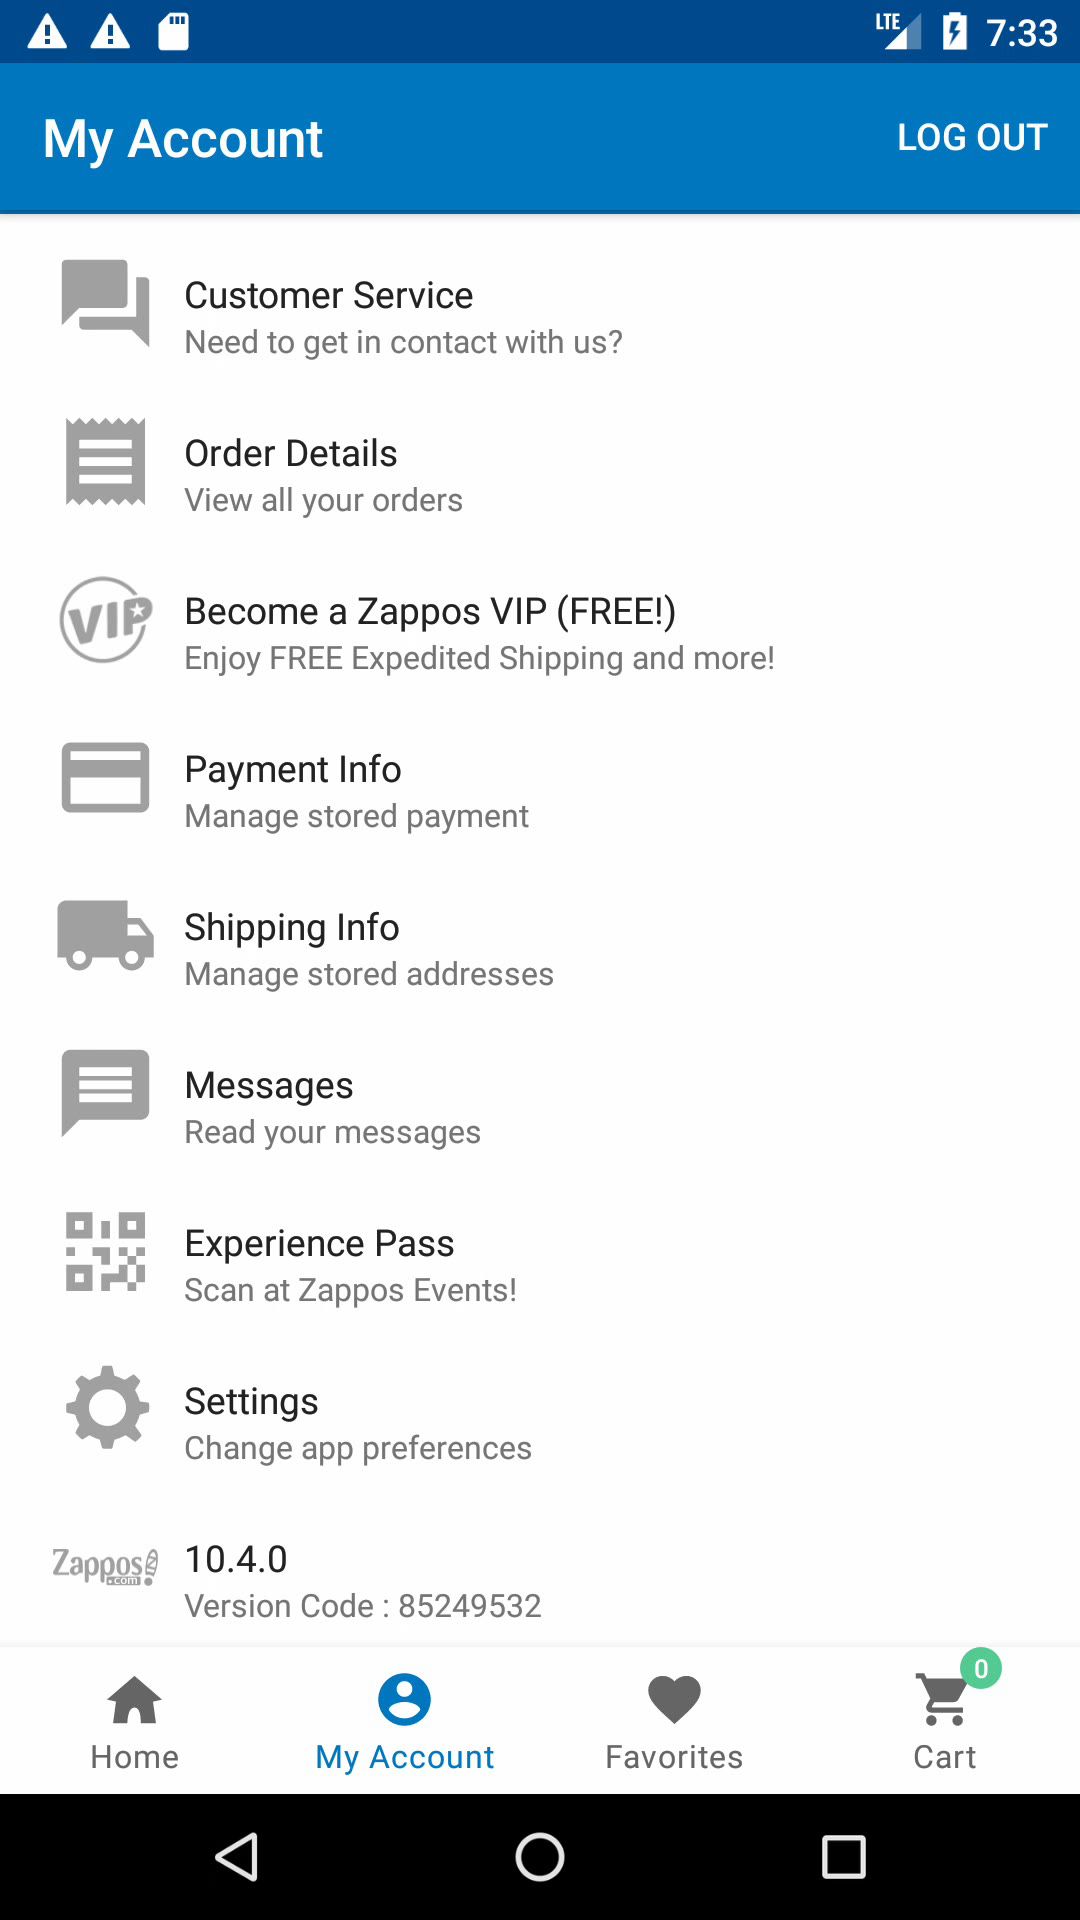 LTE 7:33
My Account LOG OUT
Customer Service
Need to get in contact with us?
Order Details
View all your orders
VIP
Become a Zappos VIP (FREE!)
Enjoy FREE Expedited Shipping and more!
Payment Info
Manage stored payment
Shipping Info
Manage stored addresses
Messages
Read your messages
Experience Pass
Scan at Zappos Events!
Settings
Change app preferences
Zappos
.com
10.4.0
Version Code : 85249532
0
Home My Account Favorites Cart